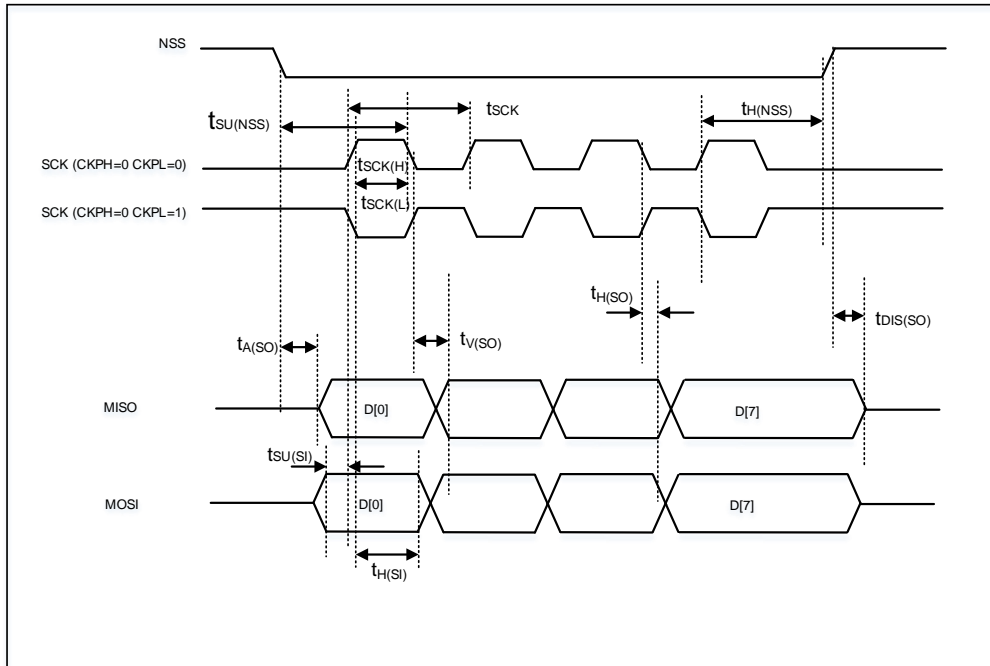 NSS
tSCK
tH(NSS)
tSU(NSS)
SCK (CKPH=0 CKPL=0)
tSCK(H)
tSCK(L)
SCK (CKPH=0 CKPL=1)
tH(SO)
tDIS(SO)
tV(SO)
tA(SO)
MISO
D[0]
D[7]
tSU(SI)
MOSI
D[0]
D[7]
tH(SI)